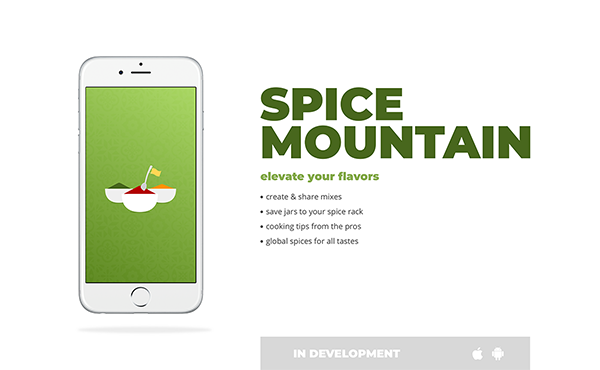 SPICE
MOUNTAIN
elevate your flavors
• create & share mixes
• save jars to your spice rack
• cooking tips from the pros
• global spices for all tastes
IN DEVELOPMENT